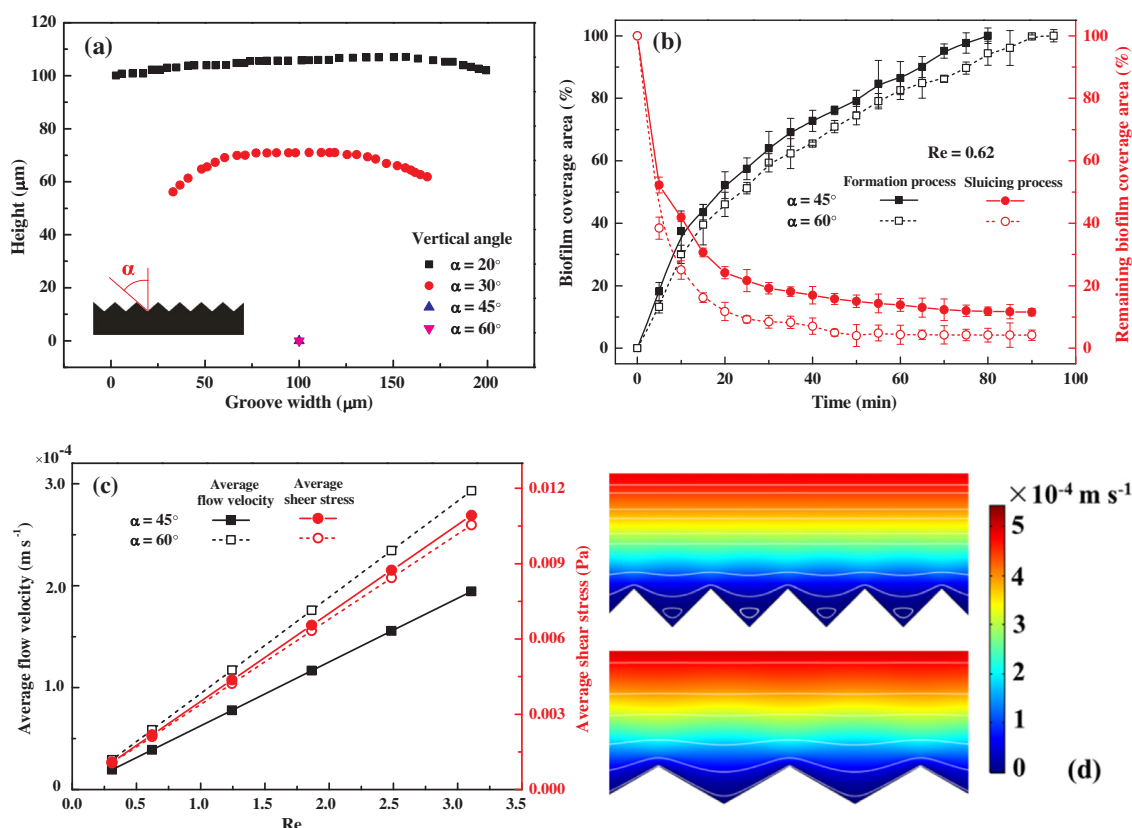 (a)
120
100
80
60
40
20
0
Height (μm)
0 50 100 150 200
Groove width (μm)
α
Vertical angle
α = 20°
α = 30°
α = 45°
α = 60°
(b)
100
80
60
40
20
0
Biofilm coverage area (%)
0 20 40 60 80 100
Time (min)
100
80
60
40
20
0
Remaining biofilm coverage area (%)
Re = 0.62
Formation process Sluicing process
α = 45°
α = 60°
(c)
×10-4
3.0
2.0
1.0
0
Average flow velocity (m s-1)
0.0 0.5 1.0 1.5 2.0 2.5 3.0 3.5
Re
0.012
0.009
0.006
0.003
0.000
Average shear stress (Pa)
Average Average
flow velocity sheer stress
α = 45°
α = 60°
×10-4 m s-1
5
4
3
2
1
0
(d)